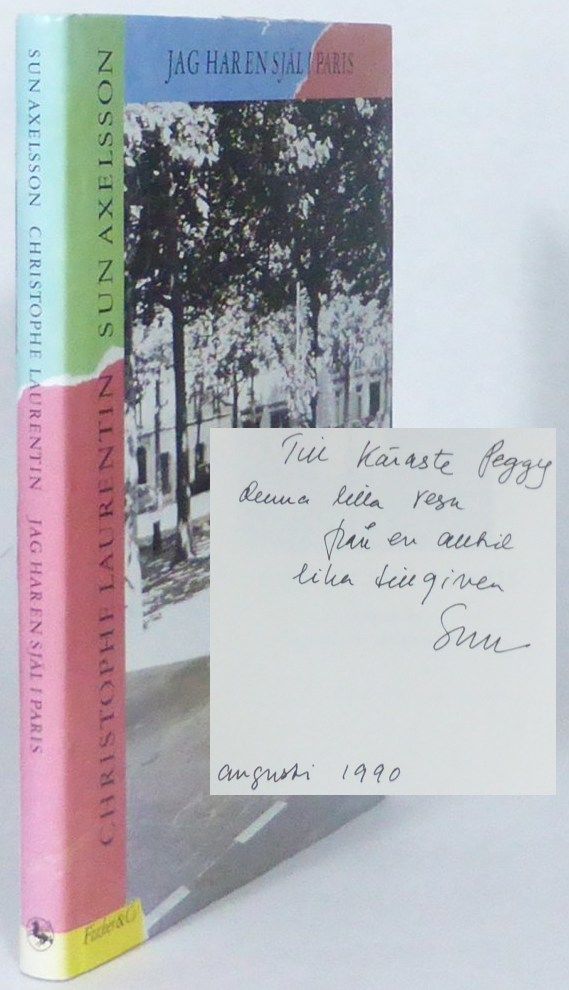 SUN AXELSSON CHRISTOPHE LAURENTIN JAG HAR EN SJÄL I PARIS
CHRISTOPHE LAURENTIN SUN AXELSSON
JAG HAR EN SJÄL I PARIS
Fischer & Co
Till Käraste Peggy
denna lilla resa
från en alltid
lika tillgiven
Sun
augusti 1990